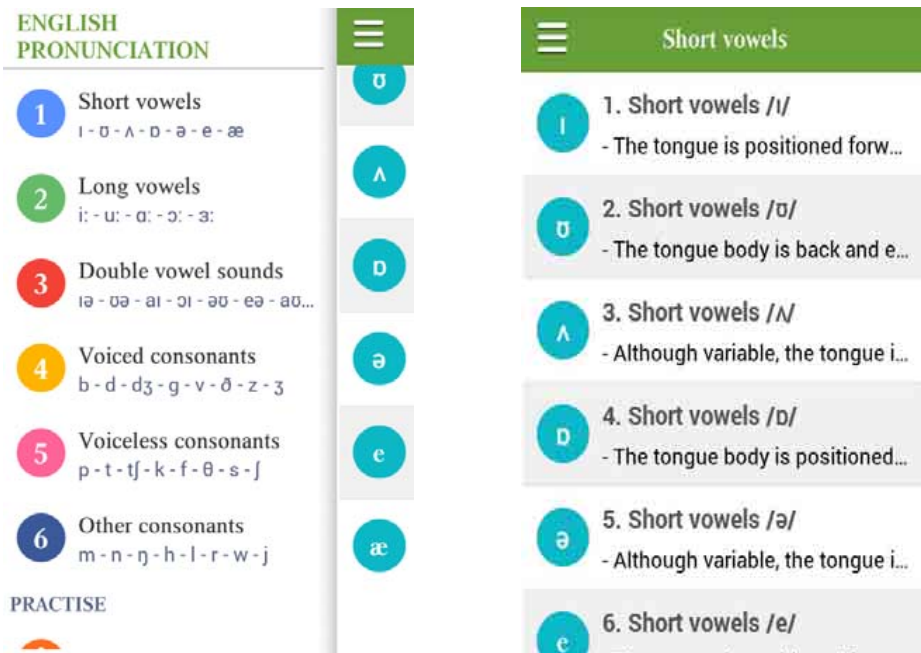 ENGLISH
PRONUNCIATION
1
Short vowels
ɪ - ʊ - ʌ - ɒ - ə - e - æ
2
Long vowels
iː - uː - ɑː - ɔː - ɜː
3
Double vowel sounds
ɪə - ʊə - aɪ - ɔɪ - əʊ - eə - aʊ...
4
Voiced consonants
b - d - dʒ - g - v - ð - z - ʒ
5
Voiceless consonants
p - t - tʃ - k - f - θ - s - ʃ
6
Other consonants
m - n - ŋ - h - l - r - w - j
PRACTISE
ʊ
ʌ
ɒ
ə
e
æ
Short vowels
ɪ
1. Short vowels /ɪ/
- The tongue is positioned forw...
ʊ
2. Short vowels /ʊ/
- The tongue body is back and e...
ʌ
3. Short vowels /ʌ/
- Although variable, the tongue i...
ɒ
4. Short vowels /ɒ/
- The tongue body is positioned...
ə
5. Short vowels /ə/
- Although variable, the tongue i...
e
6. Short vowels /e/